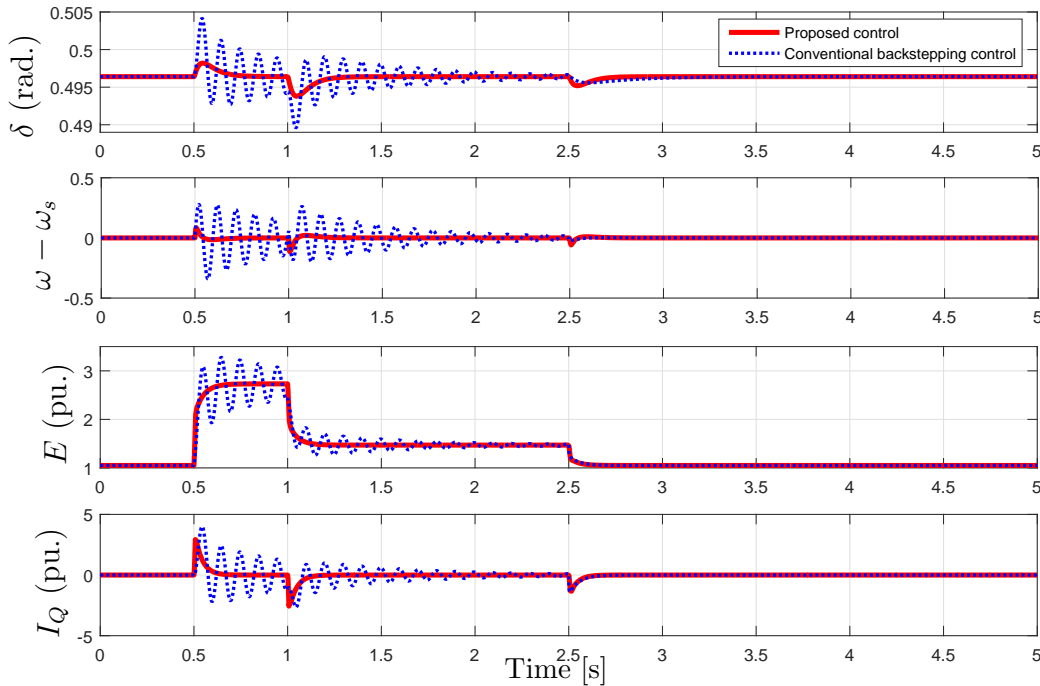 0.505
0.5
0.495
0.49
δ (rad.)
Proposed control
Conventional backstepping control
0 0.5 1 1.5 2 2.5 3 3.5 4 4.5 5
0.5
0
-0.5
ω − ωₛ
0 0.5 1 1.5 2 2.5 3 3.5 4 4.5 5
3
2
1
E (pu.)
0 0.5 1 1.5 2 2.5 3 3.5 4 4.5 5
5
0
-5
I_Q (pu.)
0 0.5 1 1.5 2 2.5 3 3.5 4 4.5 5
Time [s]